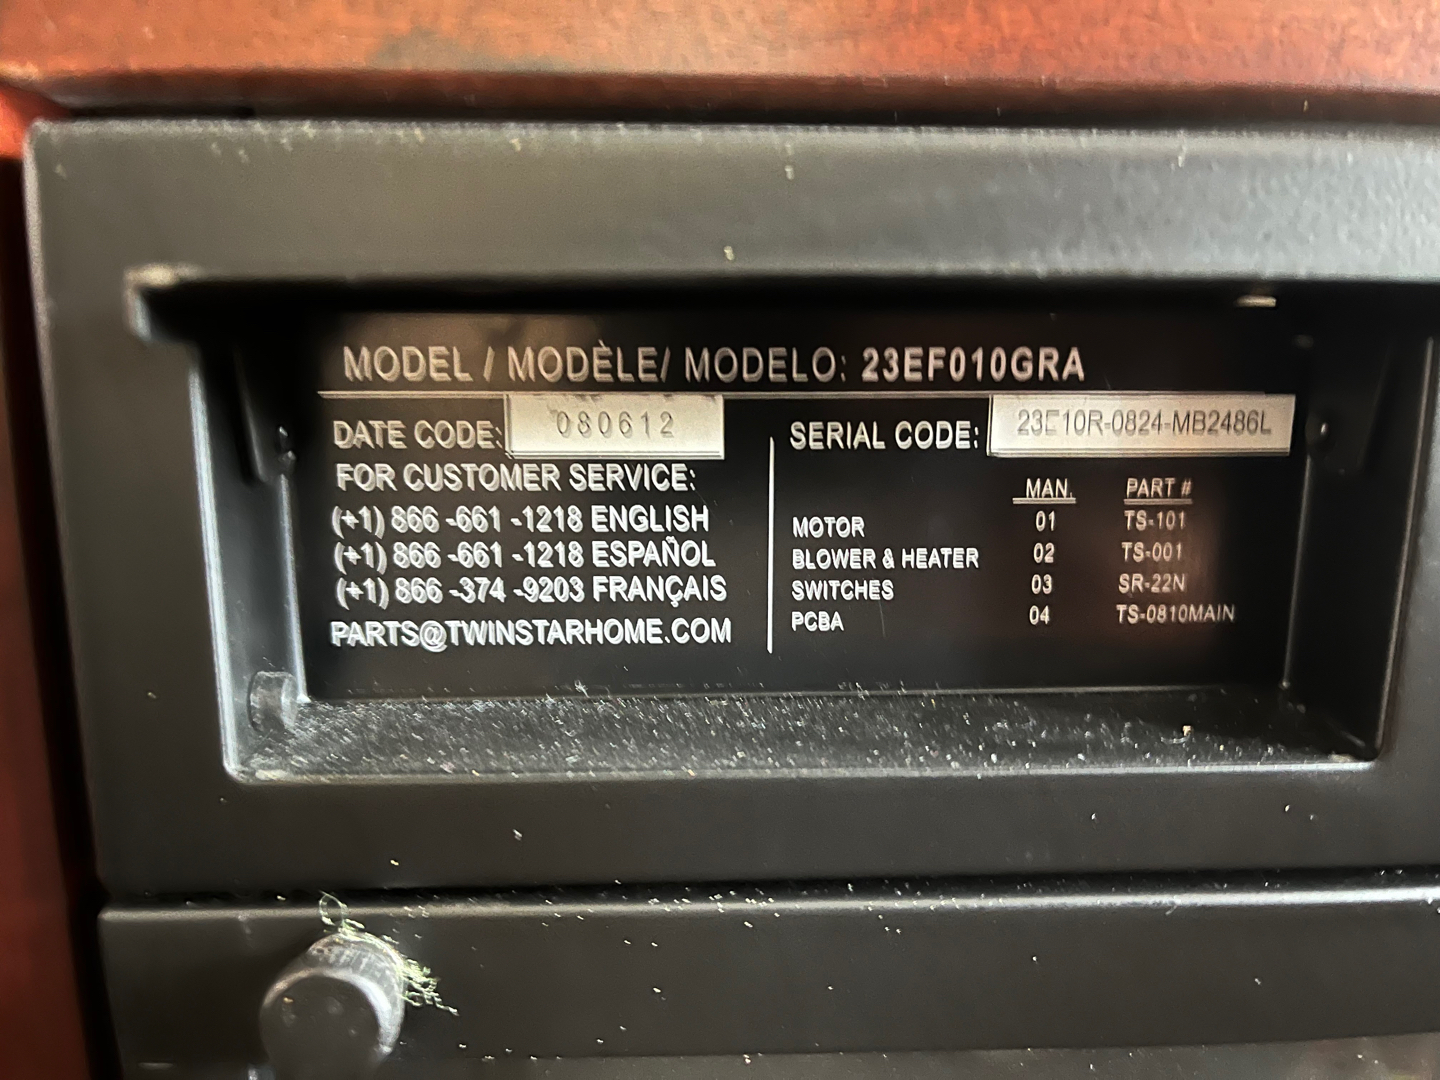 MODEL / MODÈLE/ MODELO: 23EF010GRA
DATE CODE: 080612
SERIAL CODE: 23E10R-0824-MB2486L
FOR CUSTOMER SERVICE:
(+1) 866 -661 -1218 ENGLISH
(+1) 866 -661 -1218 ESPAÑOL
(+1) 866 -374 -9203 FRANÇAIS
PARTS@TWINSTARHOME.COM
MAN. PART #
MOTOR 01 TS-101
BLOWER & HEATER 02 TS-001
SWITCHES 03 SR-22N
PCBA 04 TS-0810MAIN